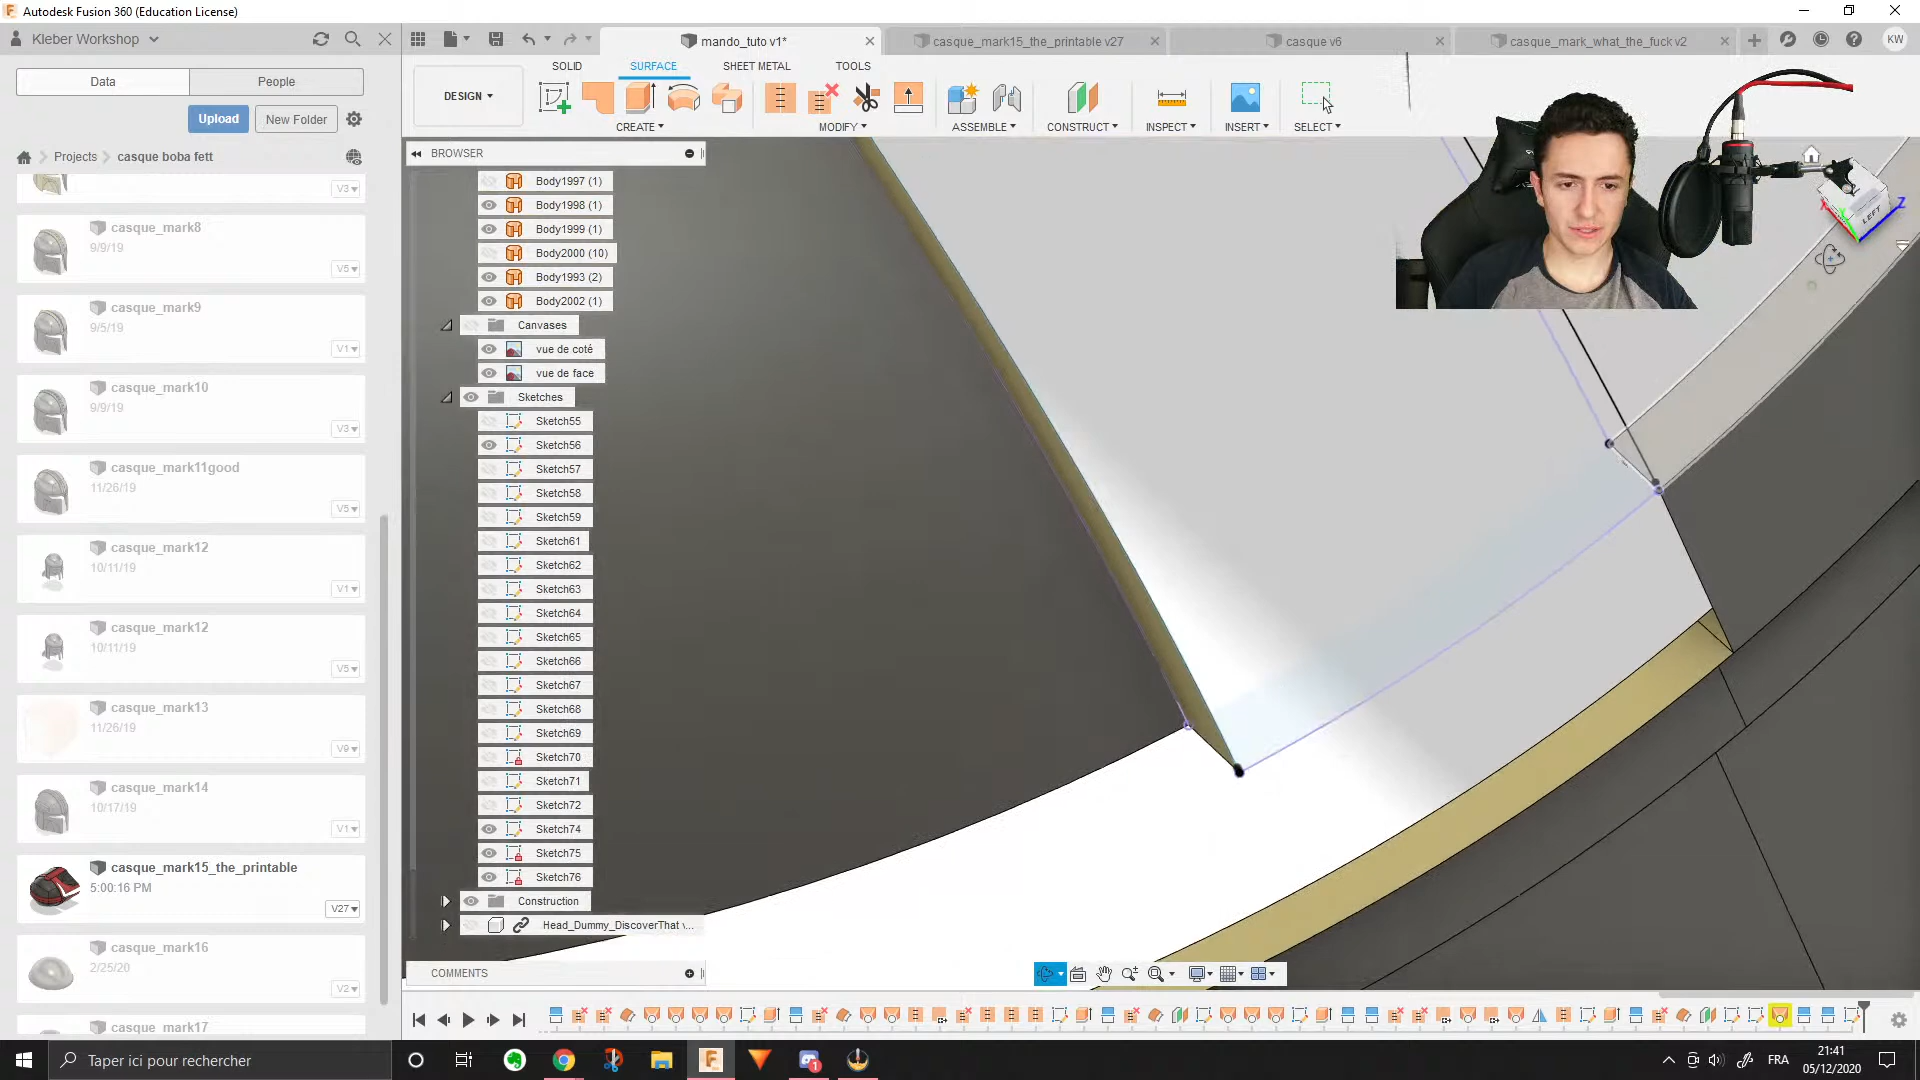 Autodesk Fusion 360 (Education License)
Kleber Workshop
mando_tuto v1*
casque_mark15_the_printable v27
casque v6
casque_mark_what_the_fuck v2
KW
Data
People
Upload
New Folder
Projects
casque boba fett
SOLID
SURFACE
SHEET METAL
TOOLS
DESIGN
CREATE
MODIFY
ASSEMBLE
CONSTRUCT
INSPECT
INSERT
SELECT
V3
casque_mark8
9/9/19
V5
casque_mark9
9/5/19
V1
casque_mark10
9/9/19
V3
casque_mark11good
11/26/19
V5
casque_mark12
10/11/19
V1
casque_mark12
10/11/19
V5
casque_mark13
11/26/19
V9
casque_mark14
10/17/19
V1
casque_mark15_the_printable
5:00:16 PM
V27
casque_mark16
2/25/20
V2
casque_mark17
BROWSER
Body1997 (1)
Body1998 (1)
Body1999 (1)
Body2000 (10)
Body1993 (2)
Body2002 (1)
Canvases
vue de coté
vue de face
Sketches
Sketch55
Sketch56
Sketch57
Sketch58
Sketch59
Sketch61
Sketch62
Sketch63
Sketch64
Sketch65
Sketch66
Sketch67
Sketch68
Sketch69
Sketch70
Sketch71
Sketch72
Sketch74
Sketch75
Sketch76
Construction
Head_Dummy_DiscoverThat v...
COMMENTS
LEFT
Z
Taper ici pour rechercher
FRA
21:41
05/12/2020